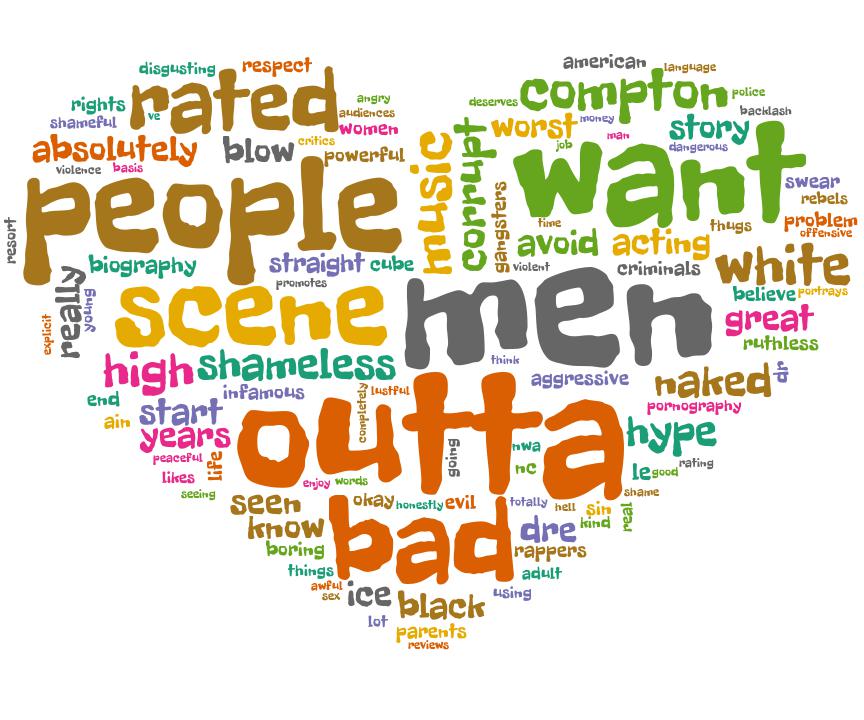 american
language
disgusting
respect
rated
compton
police
deserves
rights
ve
angry
audiences
backlash
shameful
women
worst
money
man
story
absolutely
blow
critics
powerful
job
dangerous
violence
basis
music
corrupt
want
people
gangsters
swear
rebels
resort
time
thugs
problem
offensive
avoid
acting
biography
straight
cube
violent
criminals
white
promotes
really
young
scene
men
believe
portrays
explicit
great
ruthless
think
high
shameless
aggressive
naked
dr
end
infamous
completely
lustful
pornography
start
ain
outta
years
hype
nwa
going
peaceful
life
nc
le
good
rating
likes
enjoy
words
seeing
shame
seen
okay
honestly
evil
totally
hell
sin
real
know
bad
dre
kind
boring
rappers
things
adult
awful
sex
ice
black
using
lot
parents
reviews